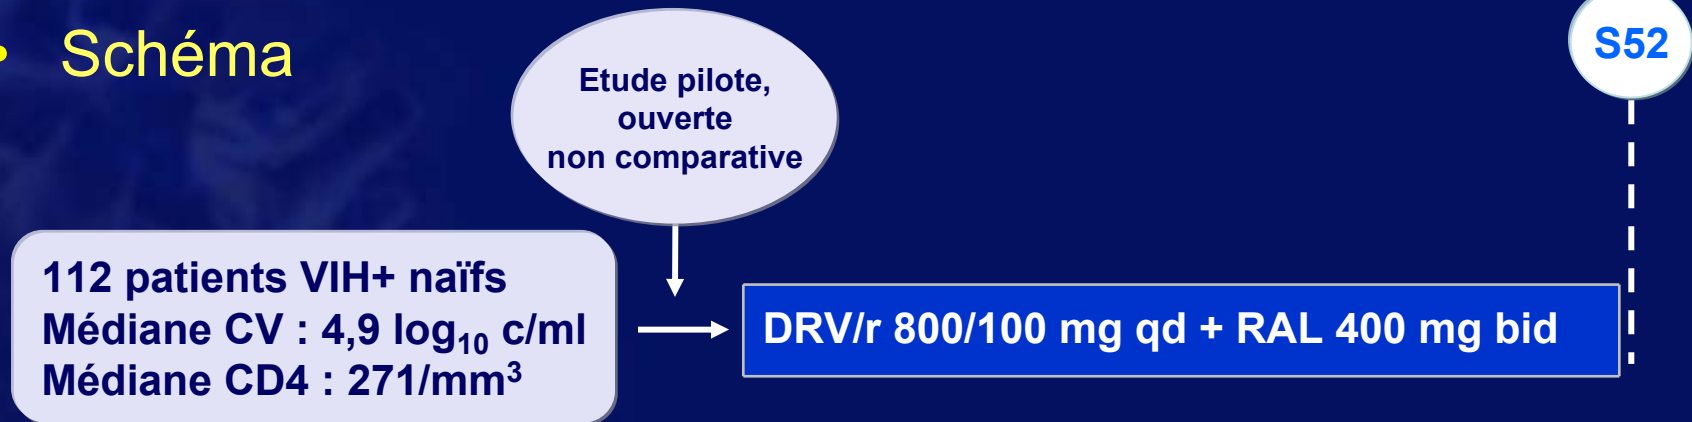 • Schéma
Etude pilote,
ouverte
non comparative
S52
112 patients VIH+ naïfs
Médiane CV : 4,9 log₁₀ c/ml
Médiane CD4 : 271/mm³
DRV/r 800/100 mg qd + RAL 400 mg bid